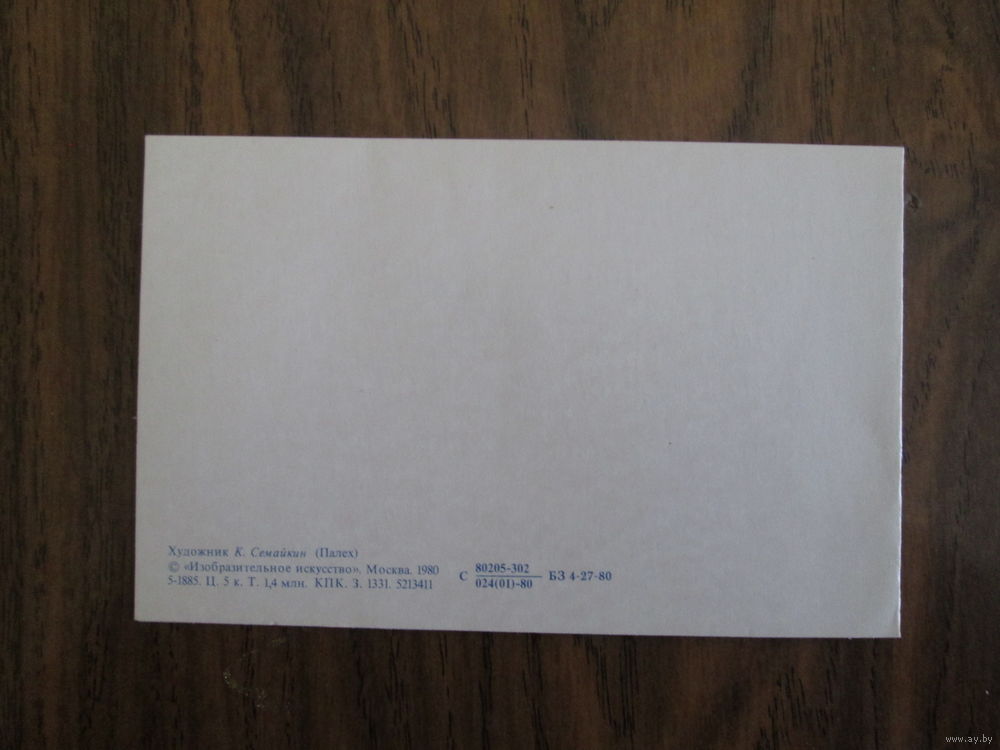 Художник К. Семайкин (Палех)
© «Изобразительное искусство». Москва. 1980
5-1885. Ц. 5 к. Т. 1,4 млн. КПК. З. 1331. 5213411
С 80205-302
024(01)-80
БЗ 4-27-80
www.ay.by